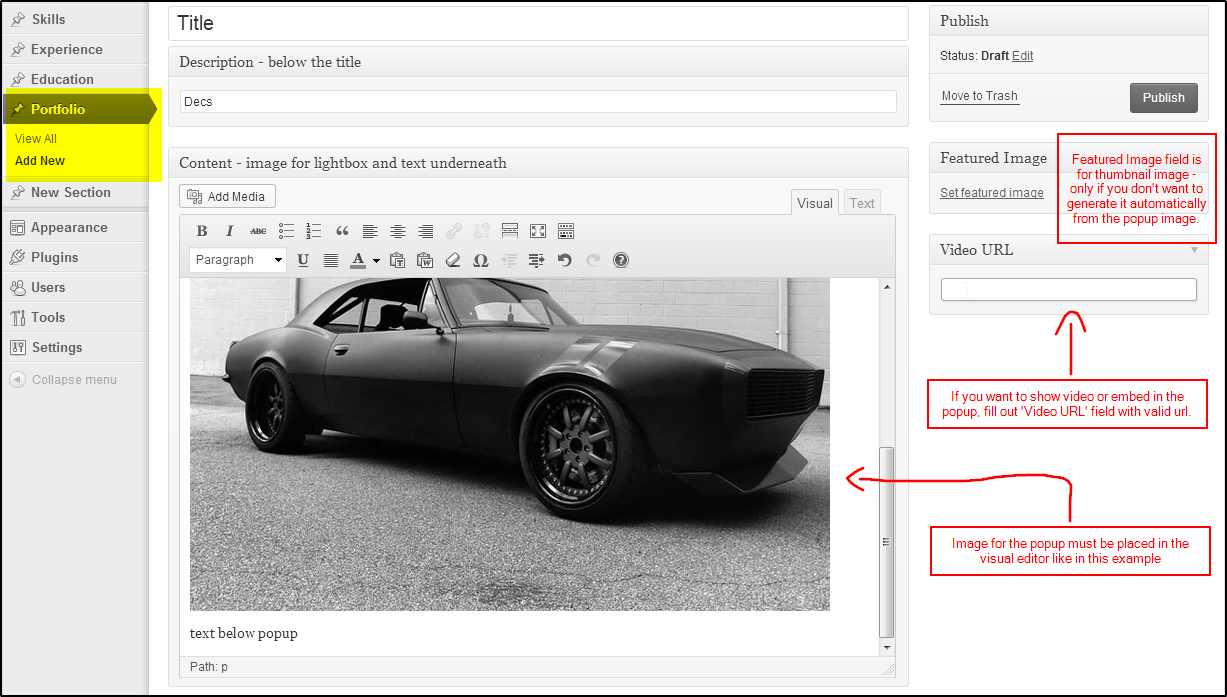 Skills
Experience
Education
Portfolio
View All
Add New
New Section
Appearance
Plugins
Users
Tools
Settings
Collapse menu
Title
Description - below the title
Decs
Content - image for lightbox and text underneath
Add Media
Visual Text
B I ABC
Paragraph U A T W Ω ?
text below popup
Path: p
Publish
Status: Draft Edit
Move to Trash Publish
Featured Image
Set featured image
Featured Image field is
for thumbnail image -
only if you don't want to
generate it automatically
from the popup image.
Video URL
If you want to show video or embed in the
popup, fill out 'Video URL' field with valid url.
Image for the popup must be placed in the
visual editor like in this example